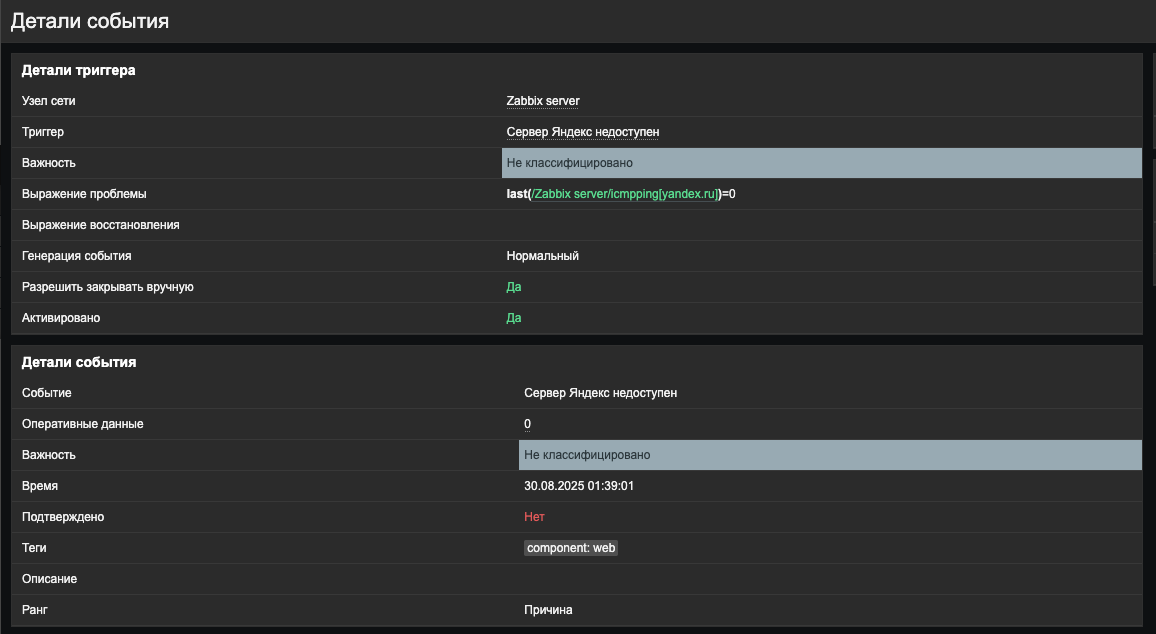 Детали события
Детали триггера
Узел сети Zabbix server
Триггер Сервер Яндекс недоступен
Важность Не классифицировано
Выражение проблемы last(/Zabbix server/icmpping[yandex.ru])=0
Выражение восстановления
Генерация события Нормальный
Разрешить закрывать вручную Да
Активировано Да
Детали события
Событие Сервер Яндекс недоступен
Оперативные данные 0
Важность Не классифицировано
Время 30.08.2025 01:39:01
Подтверждено Нет
Теги component: web
Описание
Ранг Причина